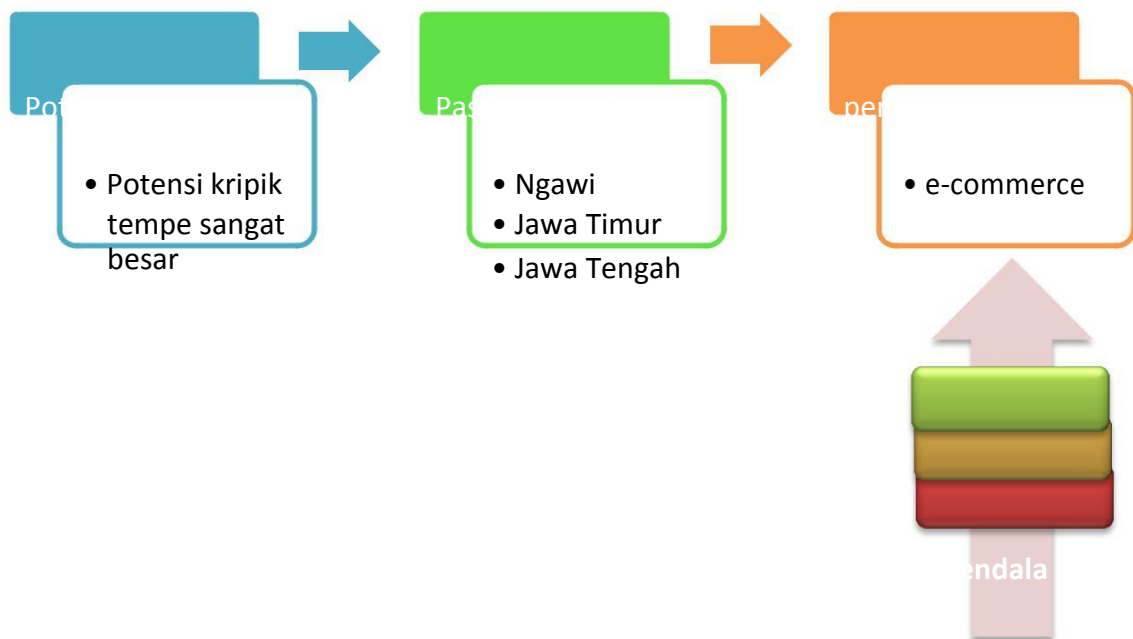 • Potensi kripik
tempe sangat
besar
• Ngawi
• Jawa Timur
• Jawa Tengah
• e-commerce